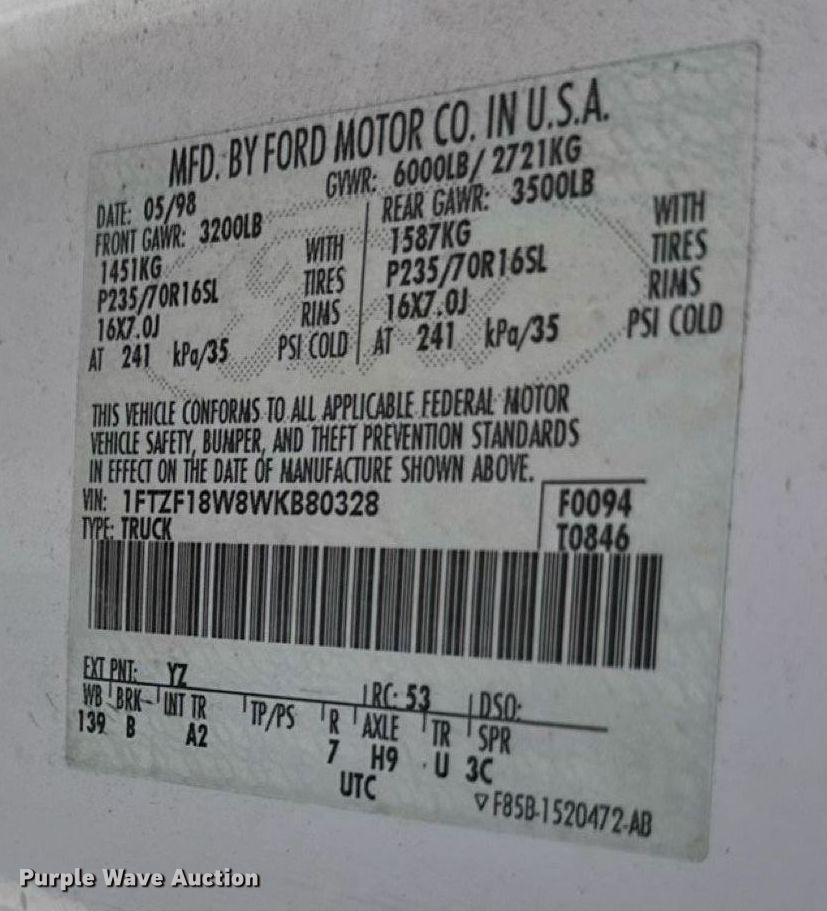 MFD. BY FORD MOTOR CO. IN U.S.A.
DATE: 05/98 GVWR: 6000LB/ 2721KG
FRONT GAWR: 3200LB REAR GAWR: 3500LB
1451KG WITH 1587KG WITH
P235/70R16SL TIRES P235/70R16SL TIRES
16X7.0J RIMS 16X7.0J RIMS
AT 241 kPa/35 PSI COLD AT 241 kPa/35 PSI COLD
THIS VEHICLE CONFORMS TO ALL APPLICABLE FEDERAL MOTOR
VEHICLE SAFETY, BUMPER, AND THEFT PREVENTION STANDARDS
IN EFFECT ON THE DATE OF MANUFACTURE SHOWN ABOVE.
VIN: 1FTZF18W8WKB80328 F0094
TYPE: TRUCK T0846
EXT PNT: YZ RC: 53 DSO:
WB BRK INT TR TP/PS R AXLE TR SPR
139 B A2 7 H9 U 3C
UTC
▽F85B-1520472-AB
Purple Wave Auction